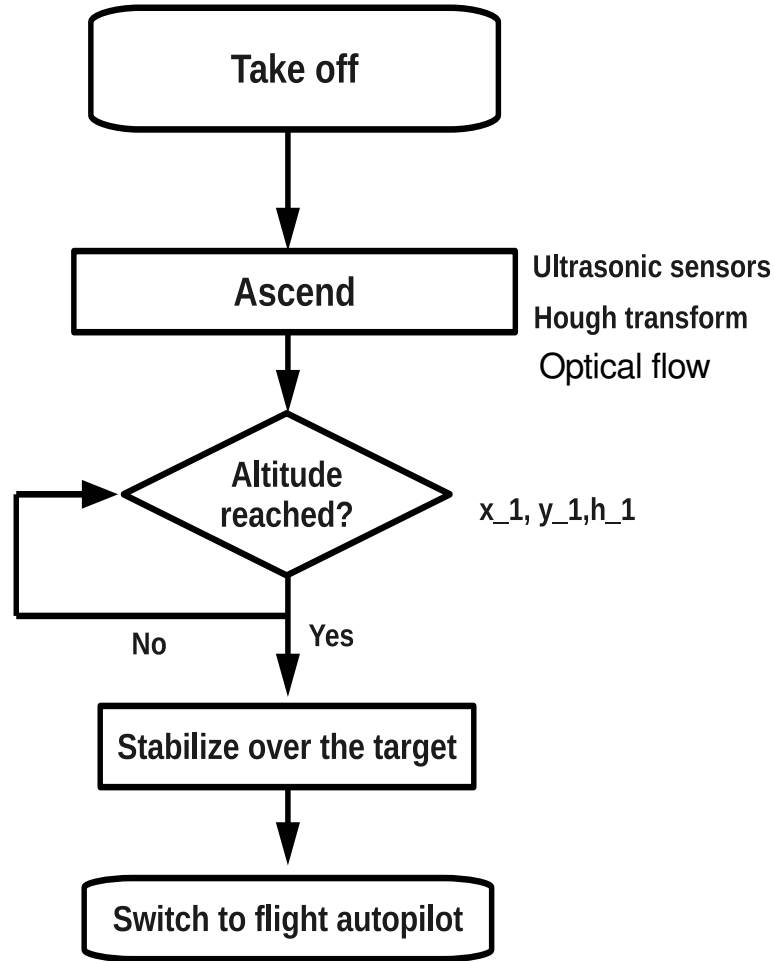 Take off
Ascend
Ultrasonic sensors
Hough transform
Optical flow
Altitude
reached?
x_1, y_1,h_1
No
Yes
Stabilize over the target
Switch to flight autopilot